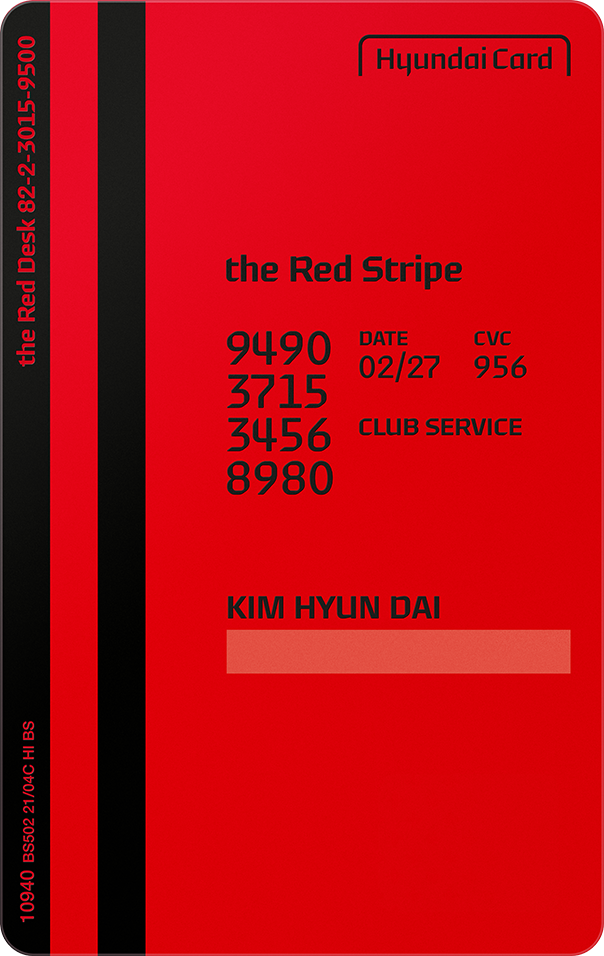 Hyundai Card
the Red Desk 82-2-3015-9500
the Red Stripe
9490
3715
3456
8980
DATE
02/27
CVC
956
CLUB SERVICE
KIM HYUN DAI
10940 BS502 21/04C HI BS